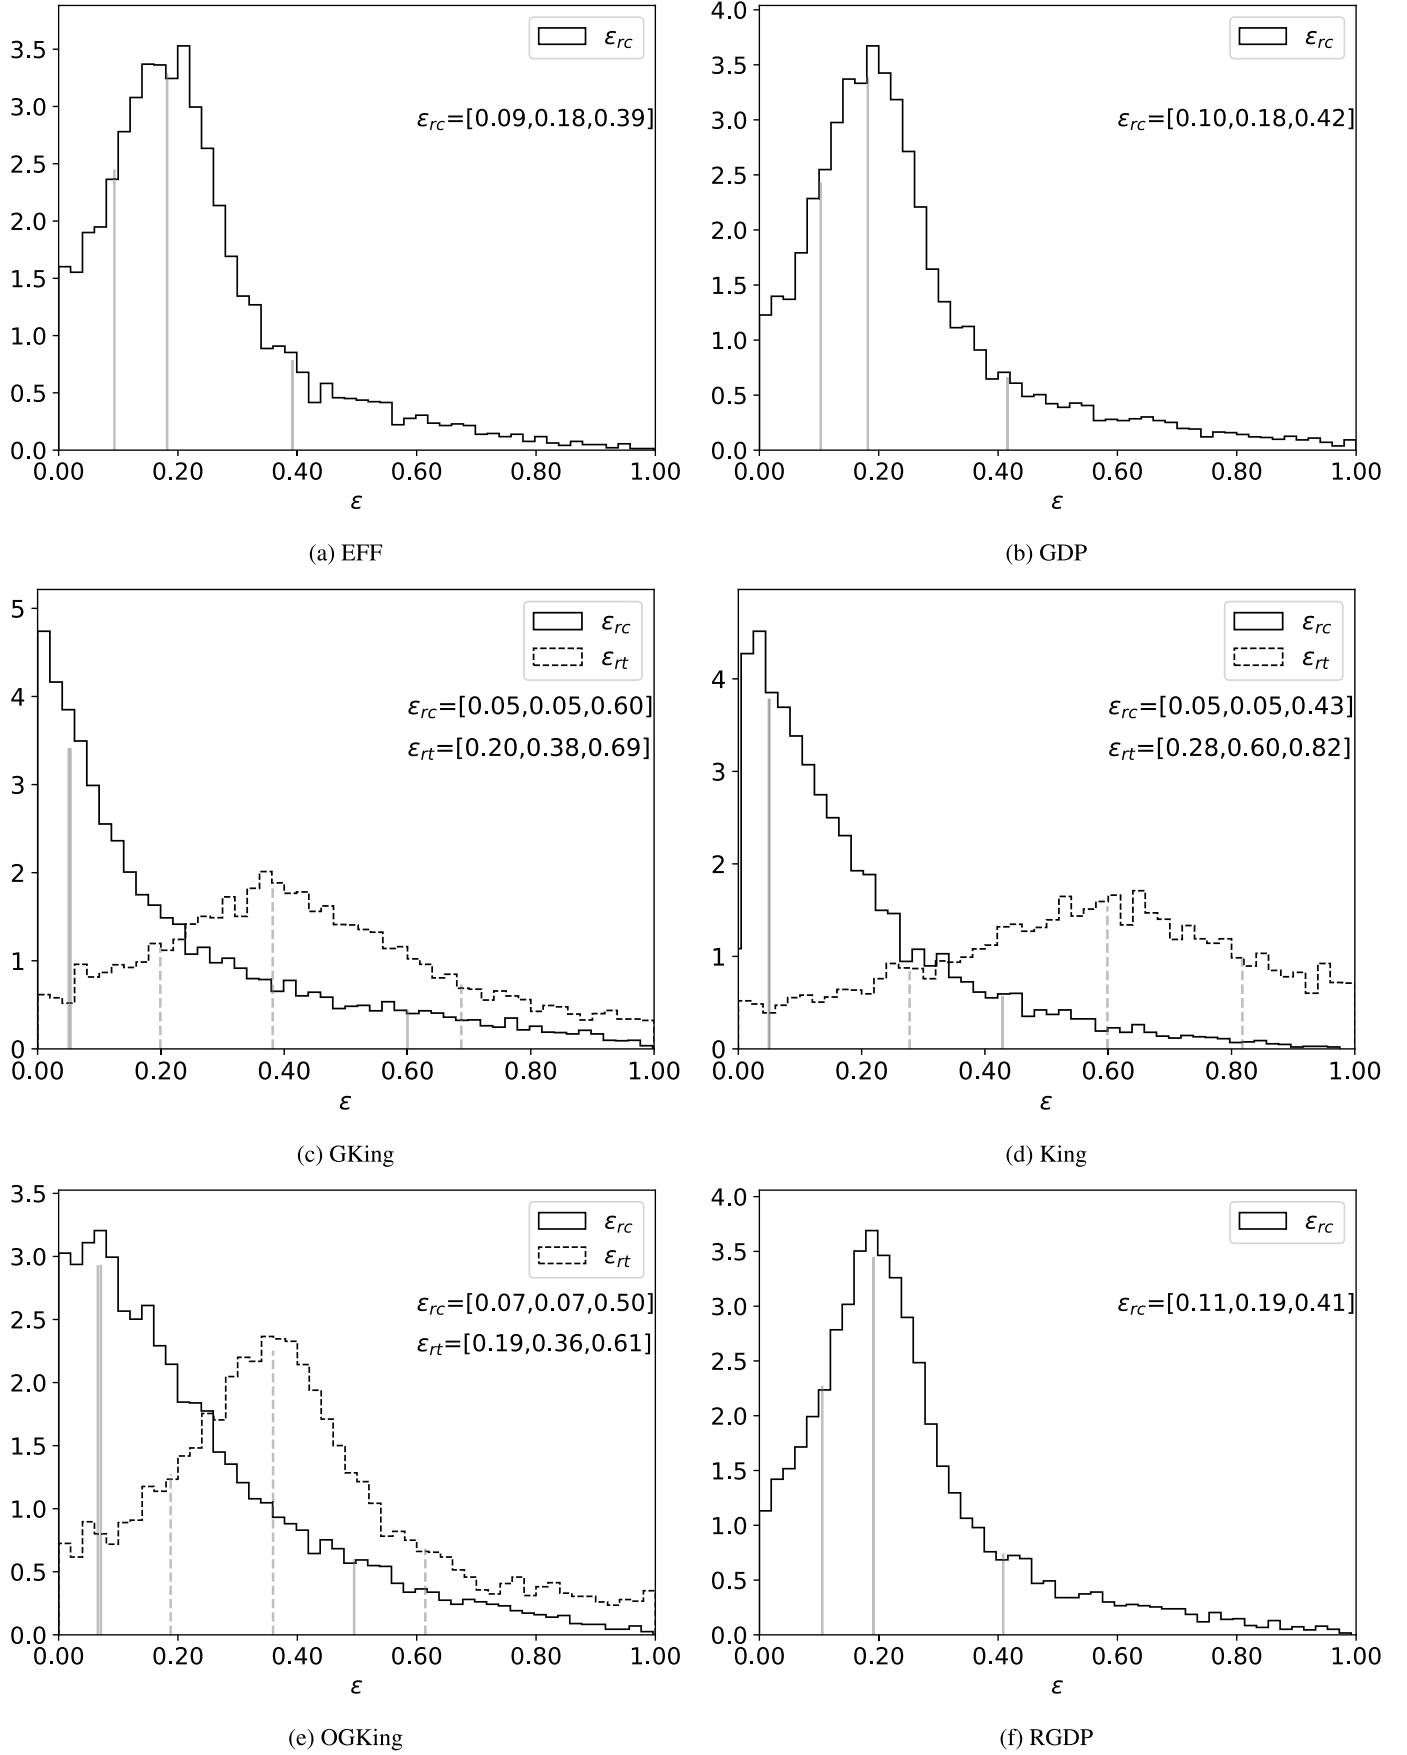 3.5
3.0
2.5
2.0
1.5
1.0
0.5
0.0
0.00 0.20 0.40 0.60 0.80 1.00
ε
ε_rc
ε_rc=[0.09,0.18,0.39]
(a) EFF
4.0
3.5
3.0
2.5
2.0
1.5
1.0
0.5
0.0
0.00 0.20 0.40 0.60 0.80 1.00
ε
ε_rc
ε_rc=[0.10,0.18,0.42]
(b) GDP
5
4
3
2
1
0
0.00 0.20 0.40 0.60 0.80 1.00
ε
ε_rc
ε_rt
ε_rc=[0.05,0.05,0.60]
ε_rt=[0.20,0.38,0.69]
(c) GKing
4
3
2
1
0
0.00 0.20 0.40 0.60 0.80 1.00
ε
ε_rc
ε_rt
ε_rc=[0.05,0.05,0.43]
ε_rt=[0.28,0.60,0.82]
(d) King
3.5
3.0
2.5
2.0
1.5
1.0
0.5
0.0
0.00 0.20 0.40 0.60 0.80 1.00
ε
ε_rc
ε_rt
ε_rc=[0.07,0.07,0.50]
ε_rt=[0.19,0.36,0.61]
(e) OGKing
4.0
3.5
3.0
2.5
2.0
1.5
1.0
0.5
0.0
0.00 0.20 0.40 0.60 0.80 1.00
ε
ε_rc
ε_rc=[0.11,0.19,0.41]
(f) RGDP